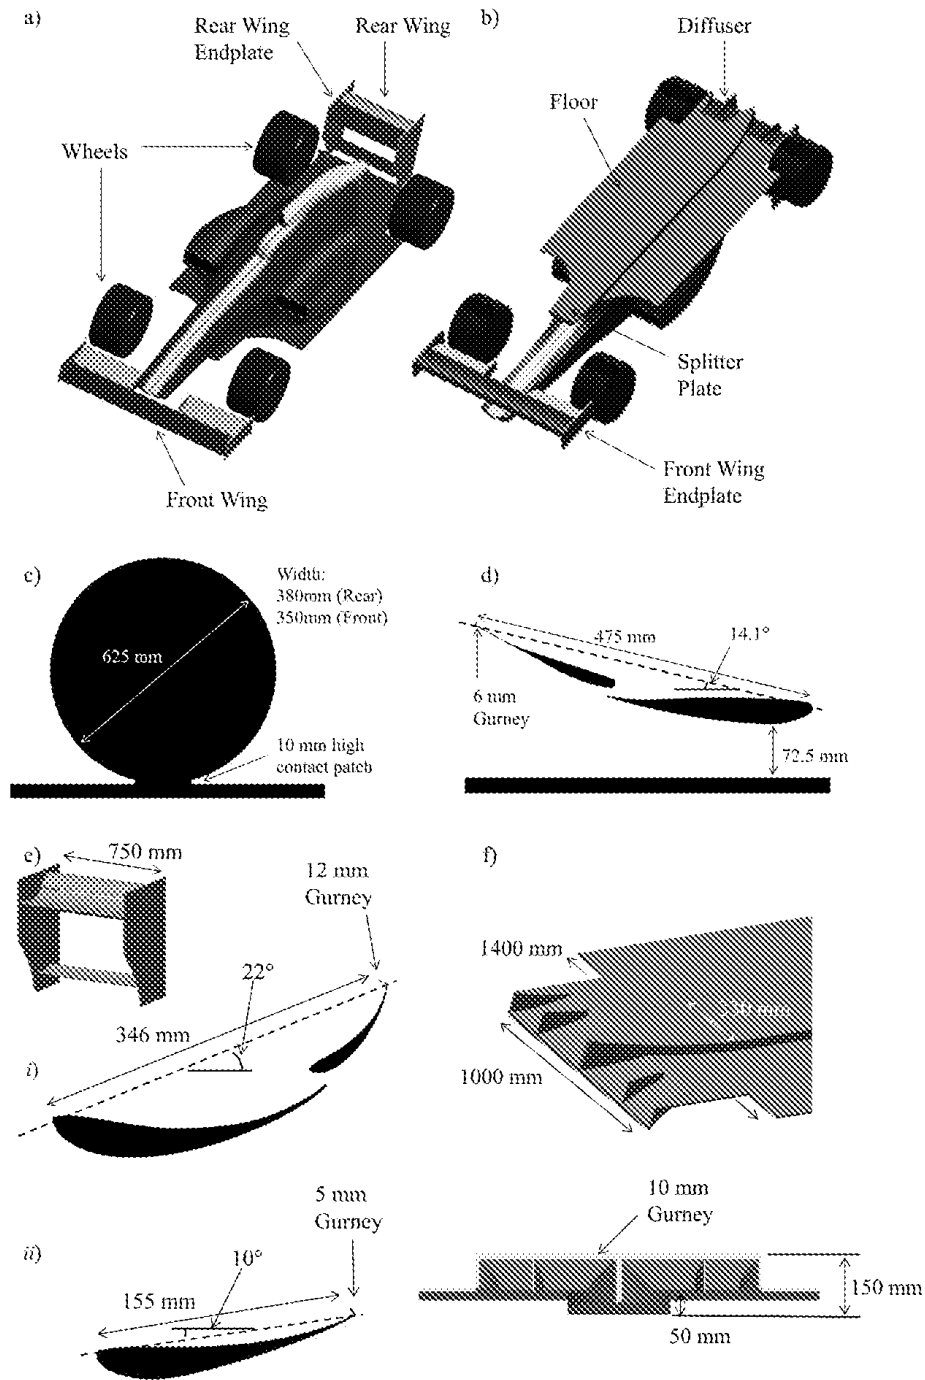 a)
Rear Wing
Endplate
Rear Wing
Wheels
Front Wing
b)
Diffuser
Floor
Splitter
Plate
Front Wing
Endplate
c)
Width:
380mm (Rear)
350mm (Front)
625 mm
10 mm high
contact patch
d)
475 mm
14.1°
6 mm
Gurney
72.5 mm
e)
750 mm
12 mm
Gurney
22°
346 mm
i)
5 mm
Gurney
ii)
10°
155 mm
f)
1400 mm
mm
1000 mm
10 mm
Gurney
150 mm
50 mm